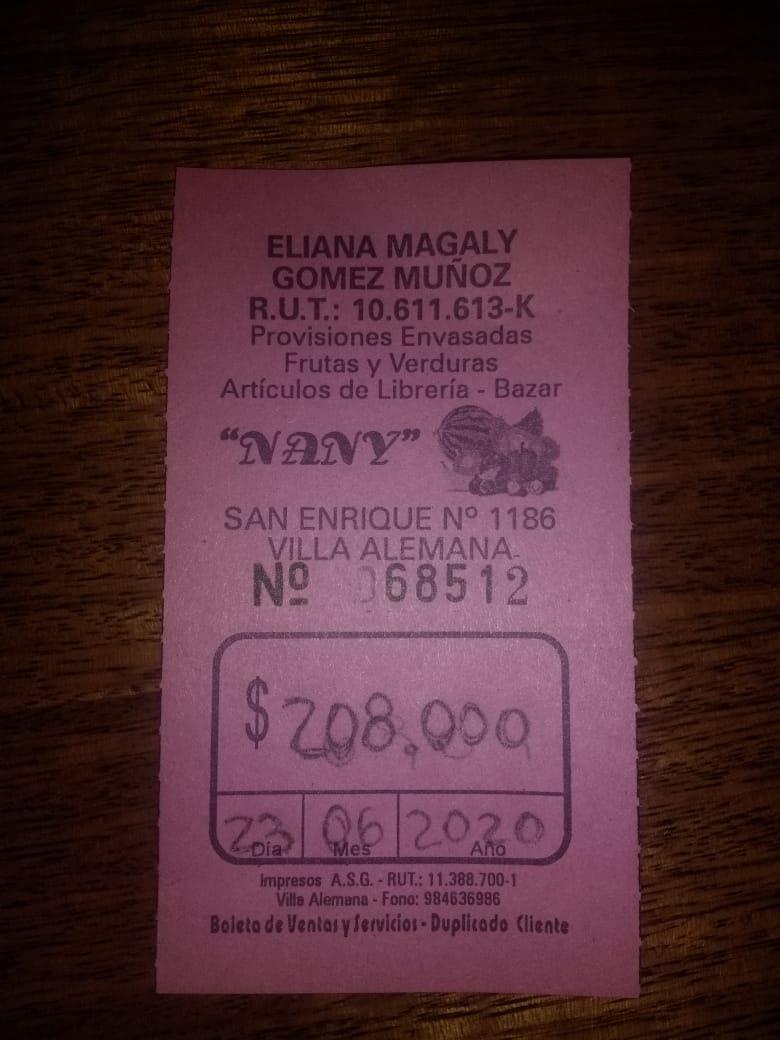 ELIANA MAGALY
GOMEZ MUÑOZ
R.U.T.: 10.611.613-K
Provisiones Envasadas
Frutas y Verduras
Artículos de Librería - Bazar
“NANY”
SAN ENRIQUE Nº 1186
VILLA ALEMANA
Nº 068512
$ 208.000
23 06 2020
Día Mes Año
Impresos A.S.G. - RUT.: 11.388.700-1
Villa Alemana - Fono: 984636986
Boleta de Ventas y Servicios - Duplicado Cliente